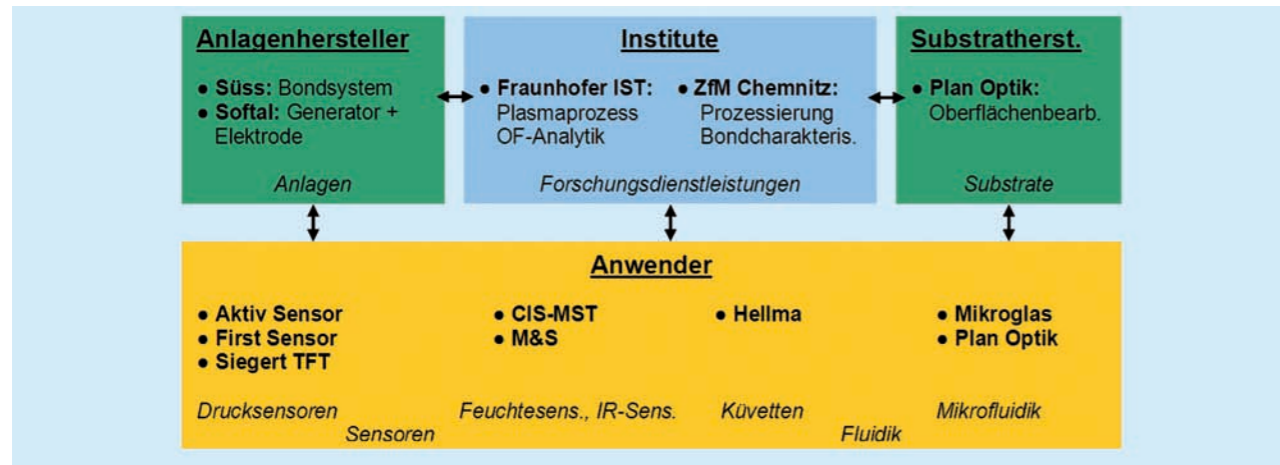 Anlagenhersteller
● Süss: Bondsystem
● Softal: Generator +
Elektrode
Anlagen
Institute
● Fraunhofer IST:
Plasmaprozess
OF-Analytik
● ZfM Chemnitz:
Prozessierung
Bondcharakteris.
Forschungsdienstleistungen
Substratherst.
● Plan Optik:
Oberflächenbearb.
Substrate
Anwender
● Aktiv Sensor
● First Sensor
● Siegert TFT
Drucksensoren
● CIS-MST
● M&S
Feuchtesens., IR-Sens.
Sensoren
● Hellma
Küvetten
● Mikroglas
● Plan Optik
Mikrofluidik
Fluidik